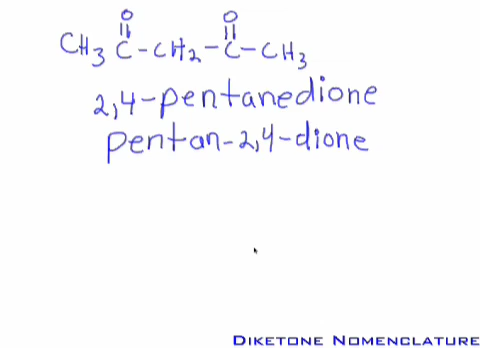 O O
CH3 C-CH2-C-CH3
2,4-pentanedione
pentan-2,4-dione
DIKETONE NOMENCLATURE